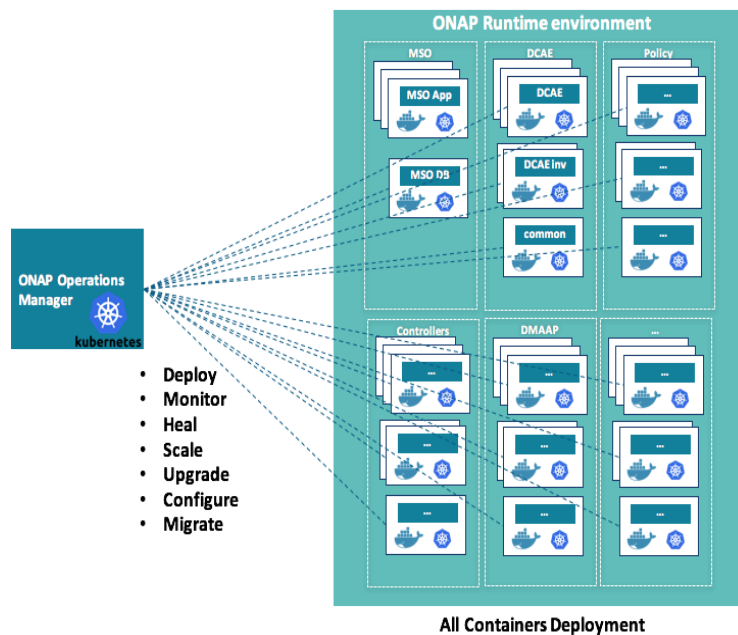 ONAP Runtime environment
MSO
DCAE
Policy
MSO App
DCAE
...
MSO DB
DCAE inv
...
common
...
ONAP Operations
Manager
kubernetes
Controllers
DMAAP
...
...
...
...
...
...
...
...
...
...
• Deploy
• Monitor
• Heal
• Scale
• Upgrade
• Configure
• Migrate
All Containers Deployment